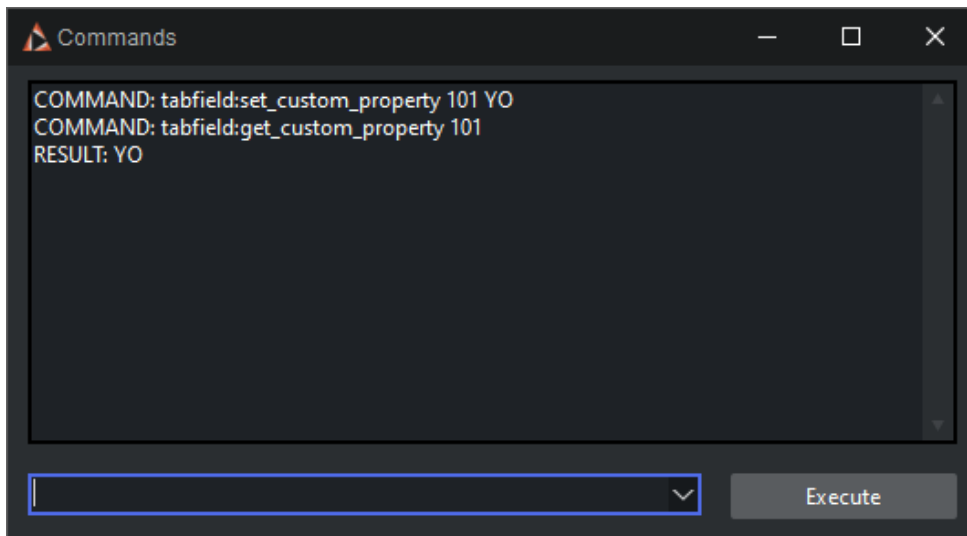 Commands
COMMAND: tabfield:set_custom_property 101 YO
COMMAND: tabfield:get_custom_property 101
RESULT: YO
Execute